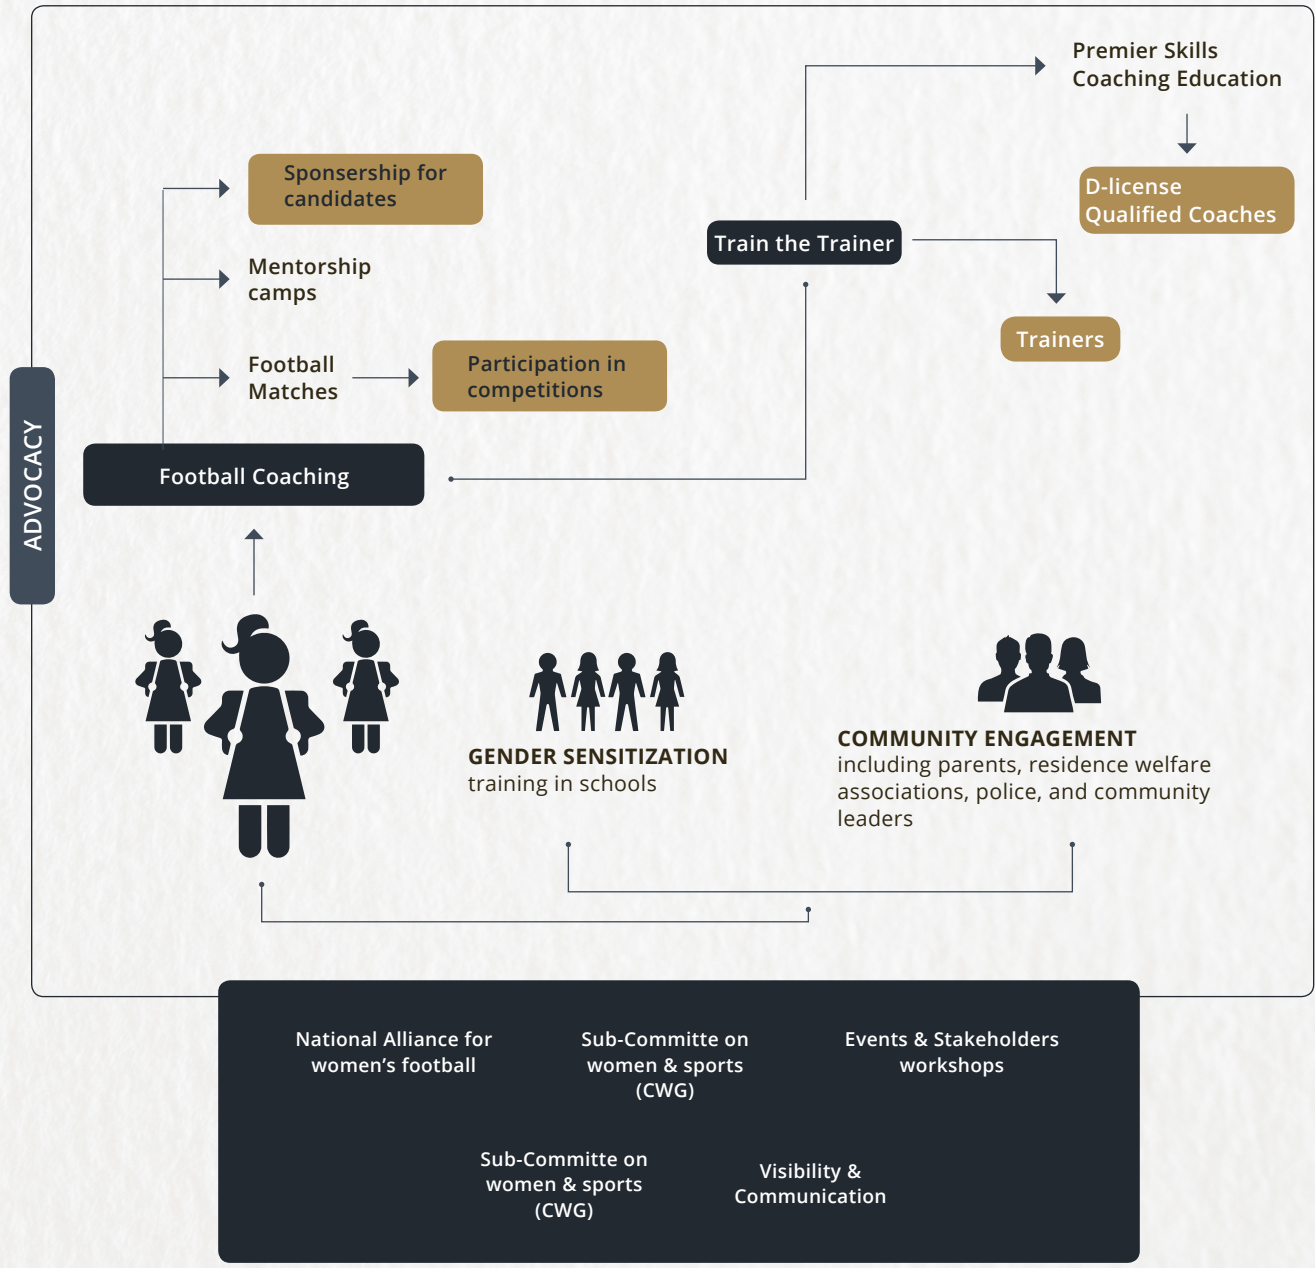 Premier Skills
Coaching Education
D-license
Qualified Coaches
Sponsership for
candidates
Train the Trainer
Mentorship
camps
Trainers
Football
Matches
Participation in
competitions
ADVOCACY
Football Coaching
GENDER SENSITIZATION
training in schools
COMMUNITY ENGAGEMENT
including parents, residence welfare
associations, police, and community
leaders
National Alliance for
women’s football
Sub-Committe on
women & sports
(CWG)
Events & Stakeholders
workshops
Sub-Committe on
women & sports
(CWG)
Visibility &
Communication